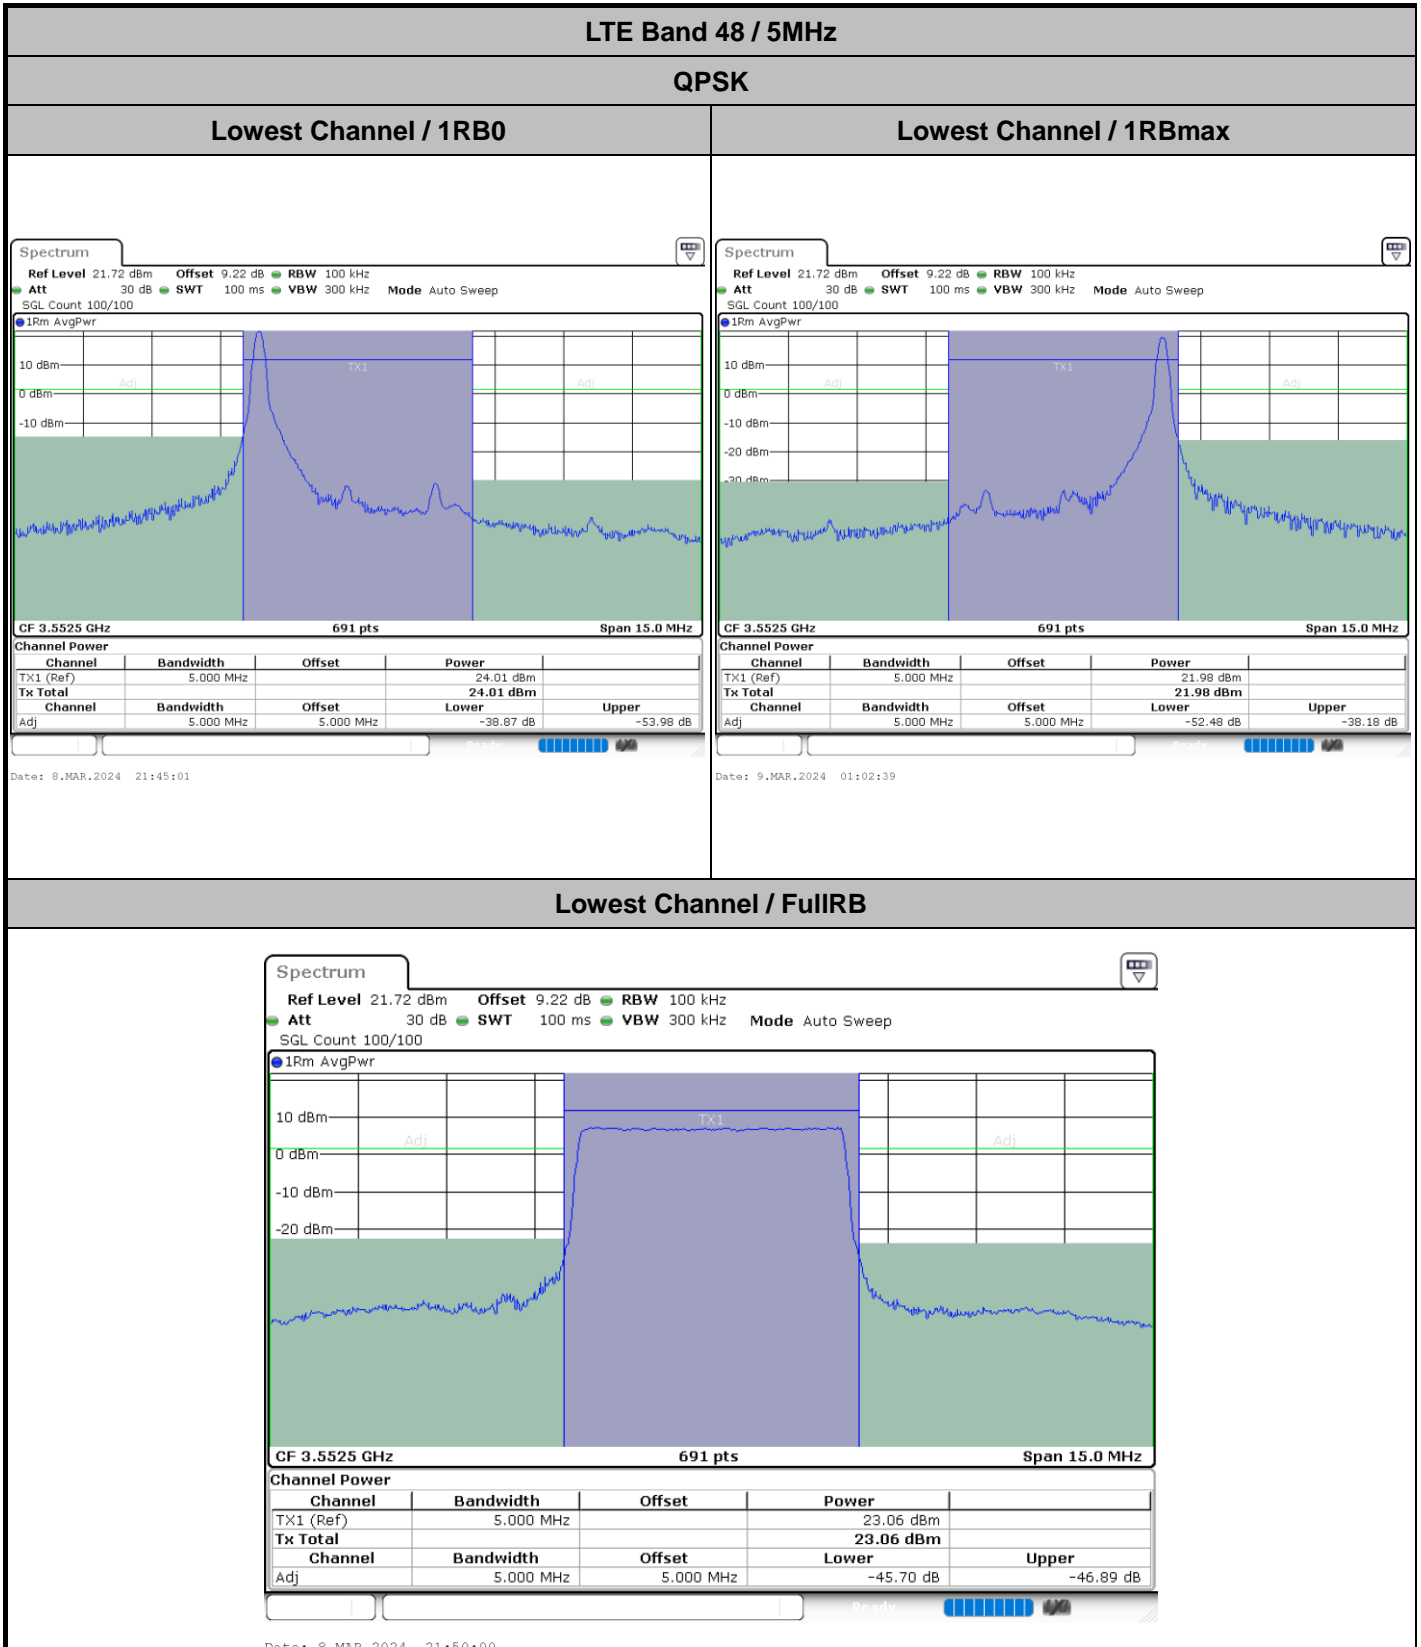 LTE Band 48 / 5MHz
QPSK
Lowest Channel / 1RB0
Lowest Channel / 1RBmax
Spectrum
Ref Level 21.72 dBm Offset 9.22 dB RBW 100 kHz
Att 30 dB SWT 100 ms VBW 300 kHz Mode Auto Sweep
SGL Count 100/100
1Rm AvgPwr
10 dBm
TX1
Adj
Adj
0 dBm
-10 dBm
CF 3.5525 GHz 691 pts Span 15.0 MHz
Channel Power
Channel Bandwidth Offset Power
TX1 (Ref) 5.000 MHz 24.01 dBm
Tx Total 24.01 dBm
Channel Bandwidth Offset Lower Upper
Adj 5.000 MHz 5.000 MHz -38.87 dB -53.98 dB
Ready
Date: 8.MAR.2024 21:45:01
Spectrum
Ref Level 21.72 dBm Offset 9.22 dB RBW 100 kHz
Att 30 dB SWT 100 ms VBW 300 kHz Mode Auto Sweep
SGL Count 100/100
1Rm AvgPwr
10 dBm
TX1
Adj
Adj
0 dBm
-10 dBm
-20 dBm
-30 dBm
CF 3.5525 GHz 691 pts Span 15.0 MHz
Channel Power
Channel Bandwidth Offset Power
TX1 (Ref) 5.000 MHz 21.98 dBm
Tx Total 21.98 dBm
Channel Bandwidth Offset Lower Upper
Adj 5.000 MHz 5.000 MHz -52.48 dB -38.18 dB
Ready
Date: 9.MAR.2024 01:02:39
Lowest Channel / FullRB
Spectrum
Ref Level 21.72 dBm Offset 9.22 dB RBW 100 kHz
Att 30 dB SWT 100 ms VBW 300 kHz Mode Auto Sweep
SGL Count 100/100
1Rm AvgPwr
10 dBm
TX1
Adj
Adj
0 dBm
-10 dBm
-20 dBm
CF 3.5525 GHz 691 pts Span 15.0 MHz
Channel Power
Channel Bandwidth Offset Power
TX1 (Ref) 5.000 MHz 23.06 dBm
Tx Total 23.06 dBm
Channel Bandwidth Offset Lower Upper
Adj 5.000 MHz 5.000 MHz -45.70 dB -46.89 dB
Ready
Date: 8.MAR.2024 21:50:00